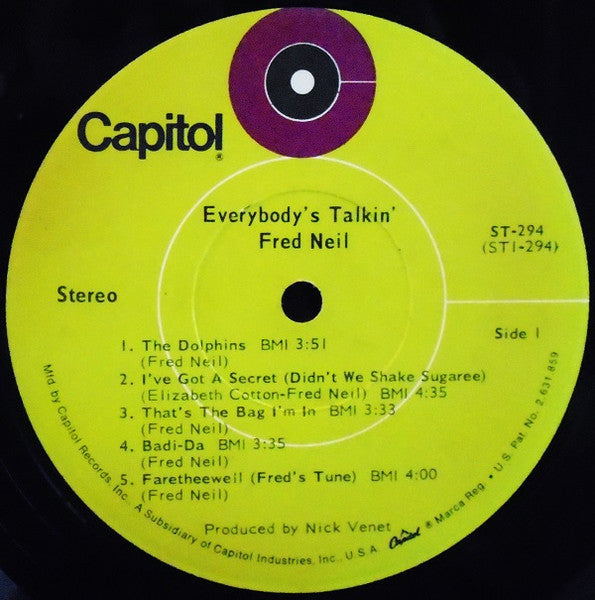 Capitol®
Everybody's Talkin'
Fred Neil
ST-294
(ST1-294)
Stereo
Side 1
1. The Dolphins BMI 3:51
(Fred Neil)
2. I've Got A Secret (Didn't We Shake Sugaree)
(Elizabeth Cotton-Fred Neil) BMI 4:35
3. That's The Bag I'm In BMI 3:33
(Fred Neil)
4. Badi-Da BMI 3:35
(Fred Neil)
5. Faretheewell (Fred's Tune) BMI 4:00
(Fred Neil)
Produced by Nick Venet
Mfd by Capitol Records, Inc. A Subsidiary of Capitol Industries, Inc., U.S.A. Capitol ® Marca Reg. • U.S. Pat. No. 2,631,859